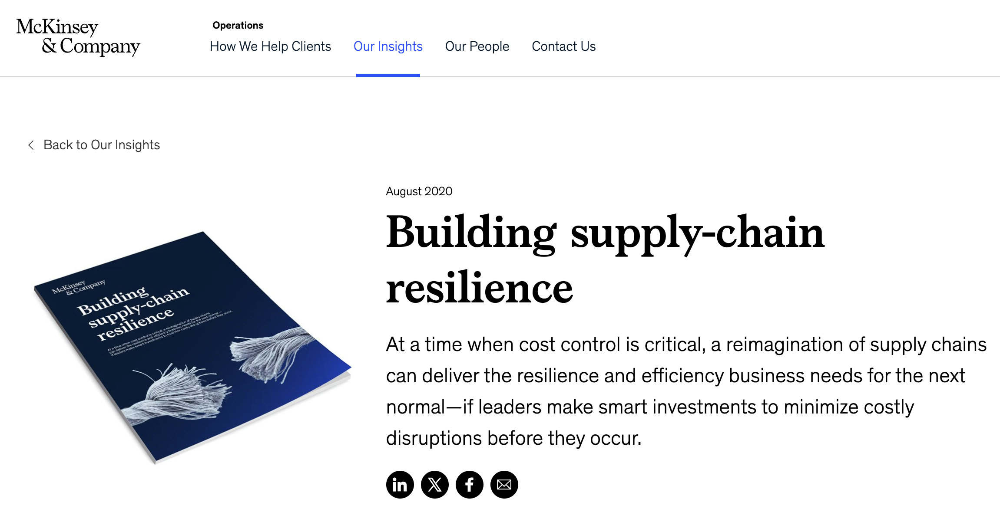 McKinsey
& Company
Operations
How We Help Clients
Our Insights
Our People
Contact Us
Back to Our Insights
August 2020
Building supply-chain
resilience
At a time when cost control is critical, a reimagination of supply chains
can deliver the resilience and efficiency business needs for the next
normal—if leaders make smart investments to minimize costly
disruptions before they occur.
McKinsey
& Company
Building
supply-chain
resilience
At a time when cost control is critical, a reimagination of supply chains
can deliver the resilience and efficiency business needs for the next normal—
if leaders make smart investments to minimize costly disruptions before they occur.
in
X
f